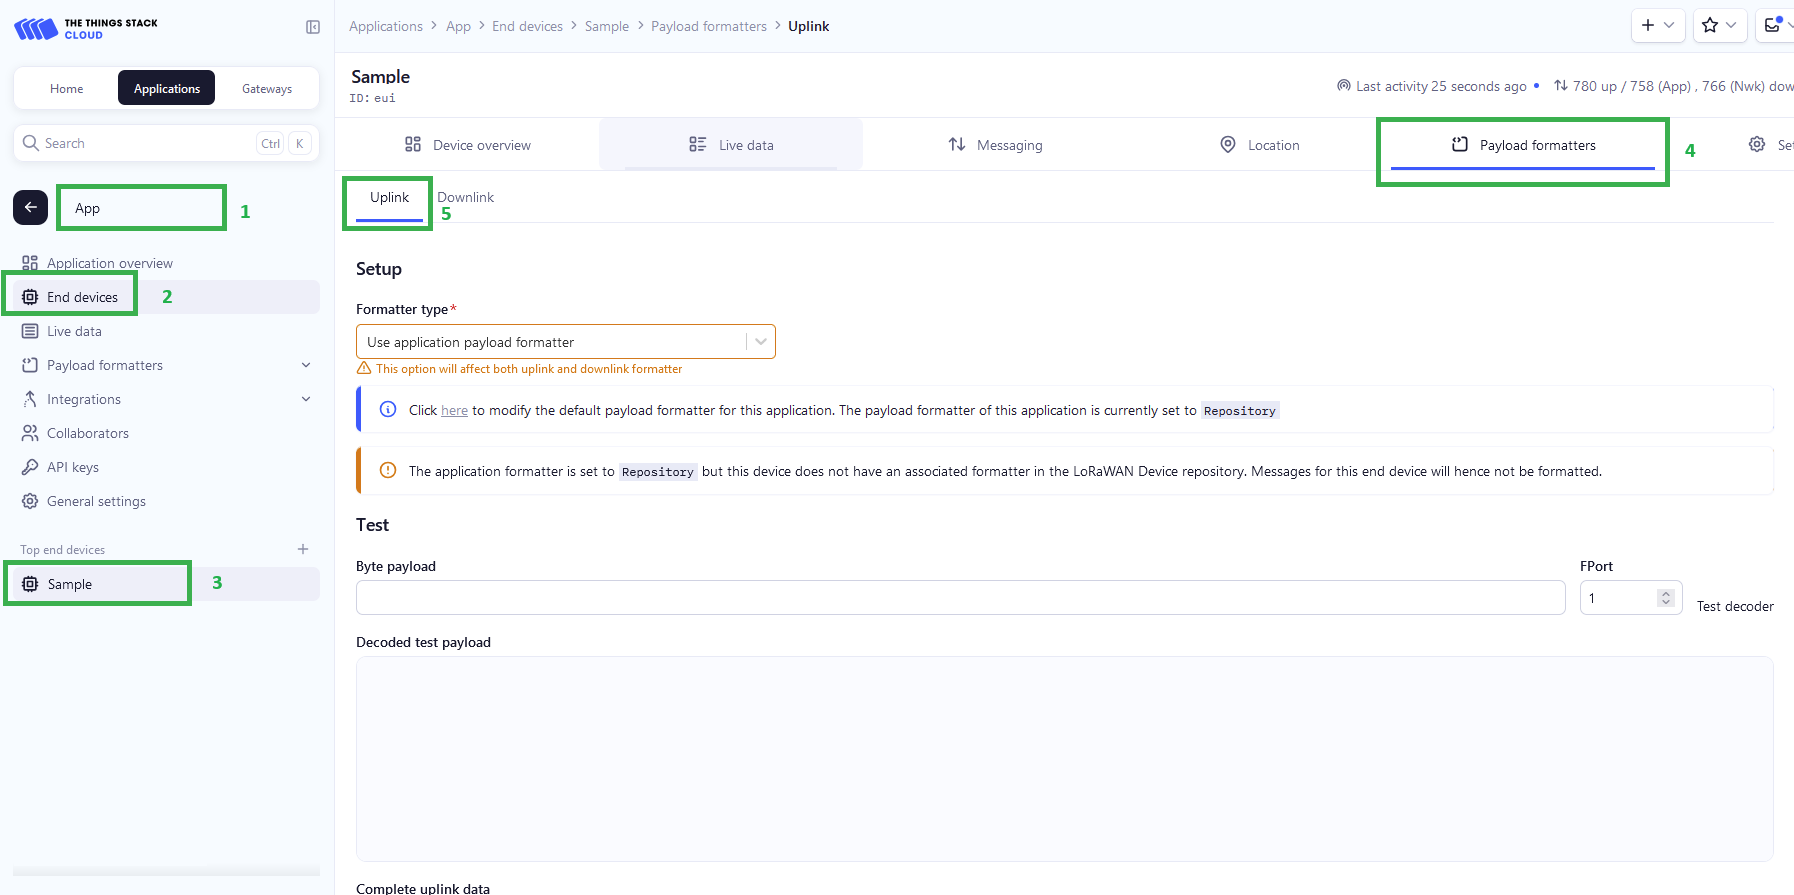 THE THINGS STACK
CLOUD
Home
Applications
Gateways
Search
Ctrl
K
App
1
Application overview
End devices
2
Live data
Payload formatters
Integrations
Collaborators
API keys
General settings
Top end devices
Sample
3
Applications > App > End devices > Sample > Payload formatters > Uplink
Sample
ID: eui
Last activity 25 seconds ago • 780 up / 758 (App) , 766 (Nwk) dow
Device overview
Live data
Messaging
Location
Payload formatters
4
Set
Uplink
5
Downlink
Setup
Formatter type*
Use application payload formatter
This option will affect both uplink and downlink formatter
Click here to modify the default payload formatter for this application. The payload formatter of this application is currently set to Repository
The application formatter is set to Repository but this device does not have an associated formatter in the LoRaWAN Device repository. Messages for this end device will hence not be formatted.
Test
Byte payload
FPort
1
Test decoder
Decoded test payload
Complete uplink data